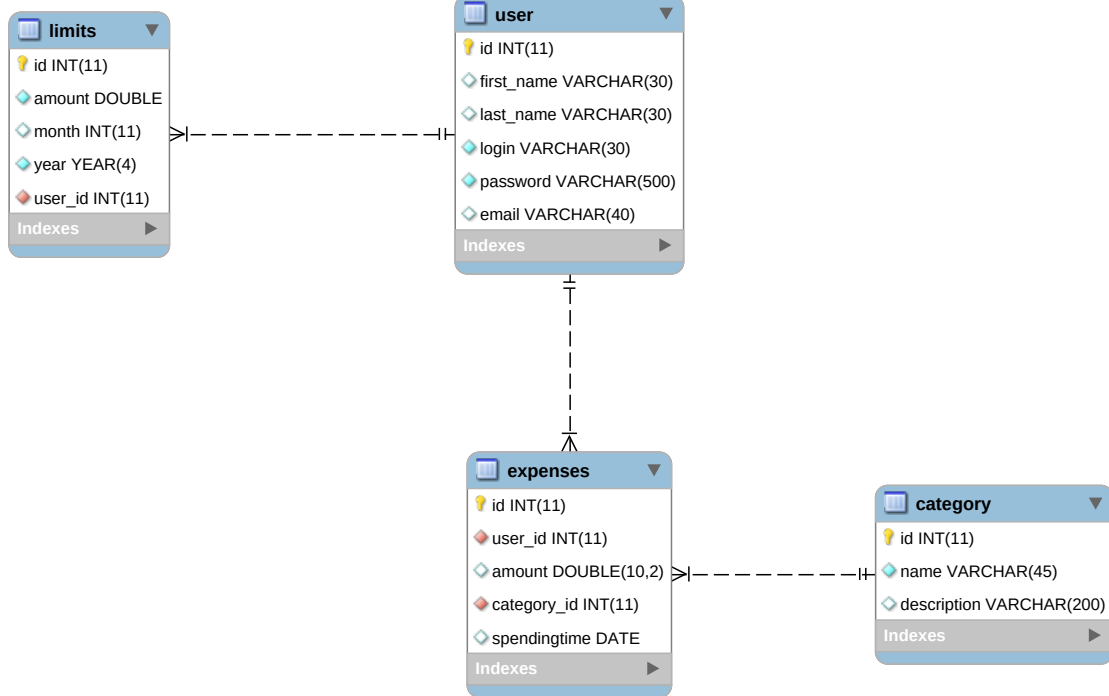 limits
id INT(11)
amount DOUBLE
month INT(11)
year YEAR(4)
user_id INT(11)
Indexes
user
id INT(11)
first_name VARCHAR(30)
last_name VARCHAR(30)
login VARCHAR(30)
password VARCHAR(500)
email VARCHAR(40)
Indexes
expenses
id INT(11)
user_id INT(11)
amount DOUBLE(10,2)
category_id INT(11)
spendingtime DATE
Indexes
category
id INT(11)
name VARCHAR(45)
description VARCHAR(200)
Indexes